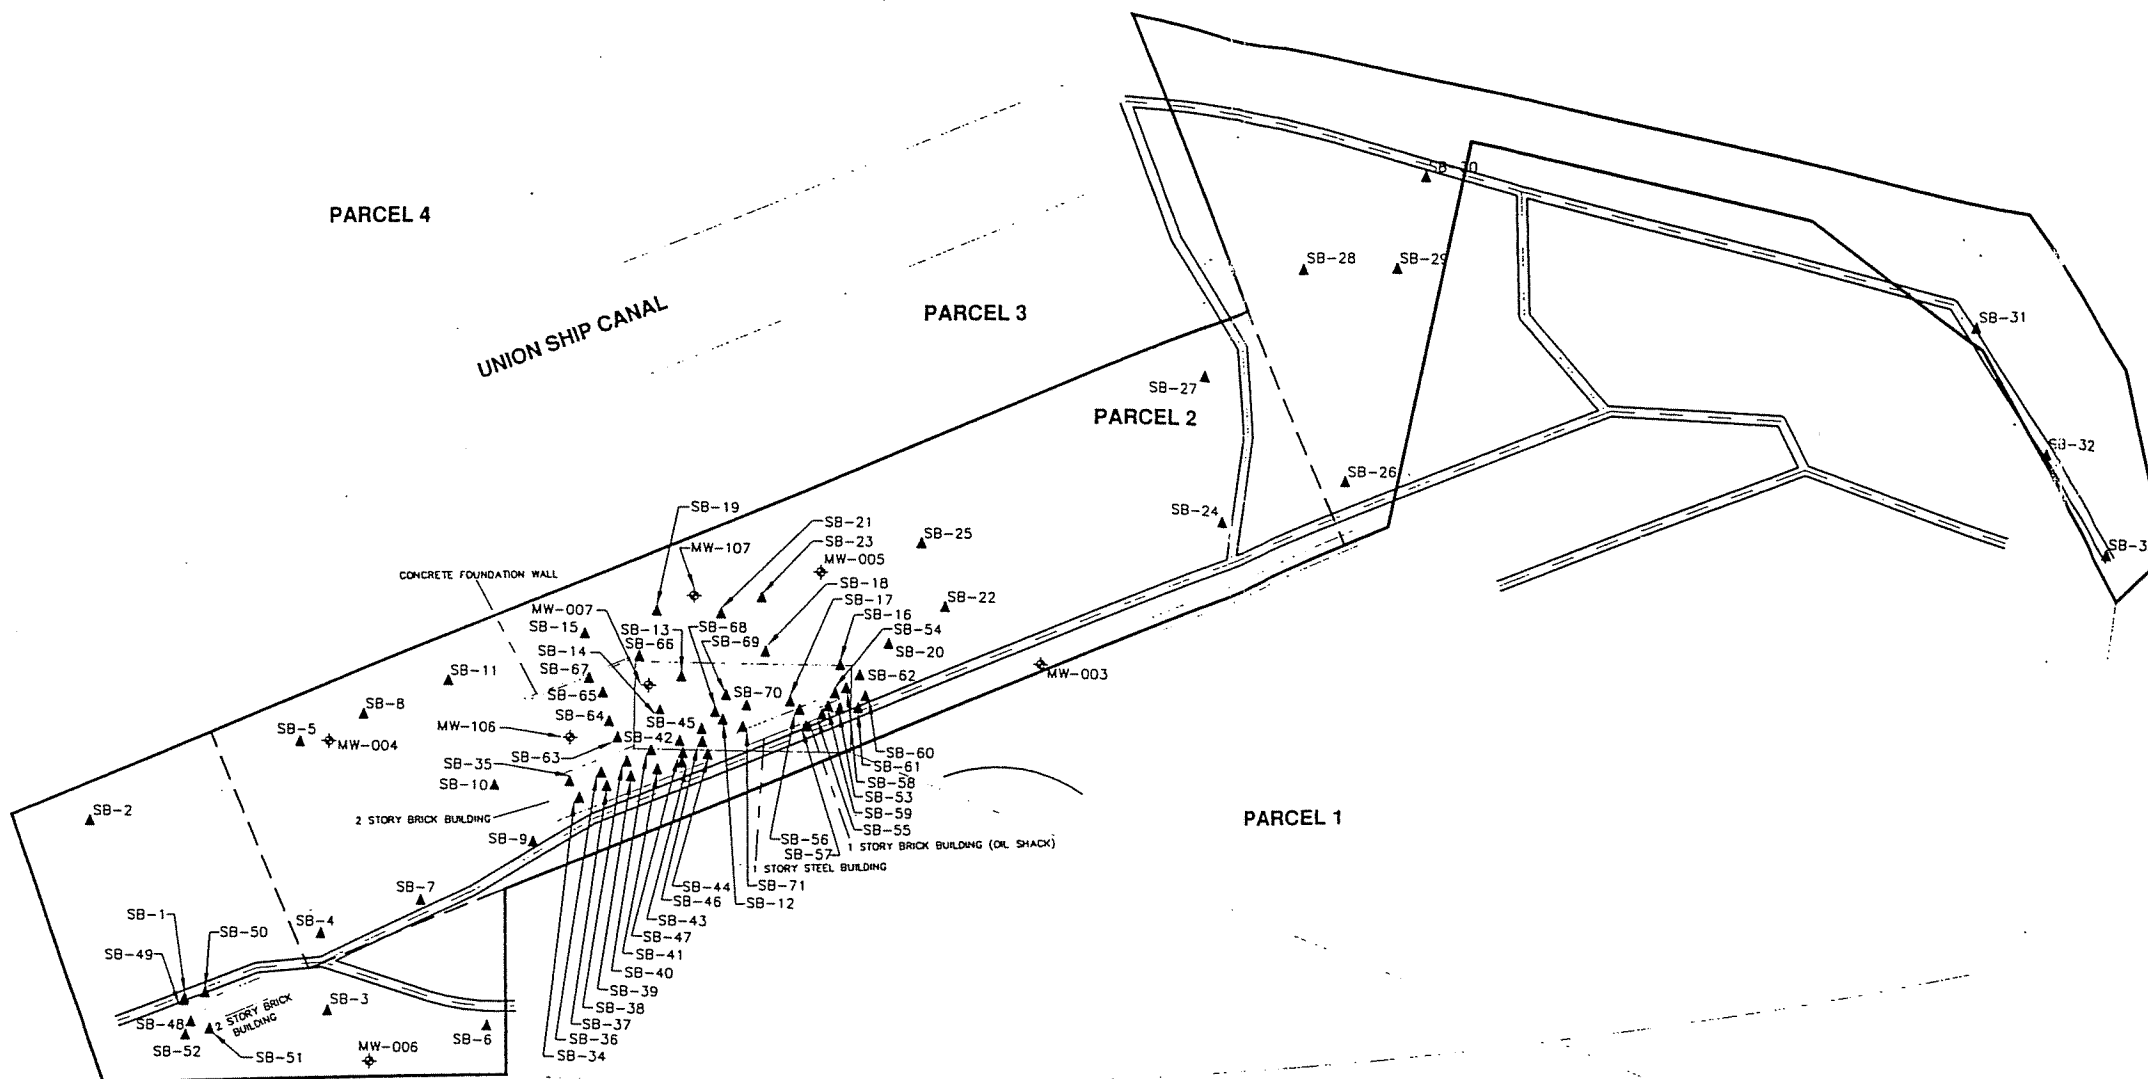 PARCEL 4
UNION SHIP CANAL
PARCEL 3
PARCEL 2
PARCEL 1
SB-28
SB-29
SB-31
SB-32
SB-27
SB-26
SB-24
SB-25
SB-22
SB-19
SB-21
MW-107
SB-23
MW-005
CONCRETE FOUNDATION WALL
SB-18
SB-17
SB-16
MW-007
SB-15
SB-13
SB-68
SB-54
SB-14
SB-66
SB-69
SB-20
SB-11
SB-67
SB-62
MW-003
SB-65
SB-70
SB-8
SB-64
SB-45
MW-106
SB-5
MW-004
SB-42
SB-63
SB-35
SB-10
SB-60
SB-61
SB-58
SB-53
SB-59
SB-55
SB-2
2 STORY BRICK BUILDING
SB-9
SB-56
SB-57
1 STORY BRICK BUILDING (OIL SHACK)
1 STORY STEEL BUILDING
SB-71
SB-12
SB-44
SB-46
SB-43
SB-47
SB-41
SB-40
SB-39
SB-38
SB-37
SB-36
SB-34
SB-7
SB-1
SB-4
SB-50
SB-49
SB-3
2 STORY BRICK
BUILDING
SB-48
SB-52
SB-51
SB-6
MW-006